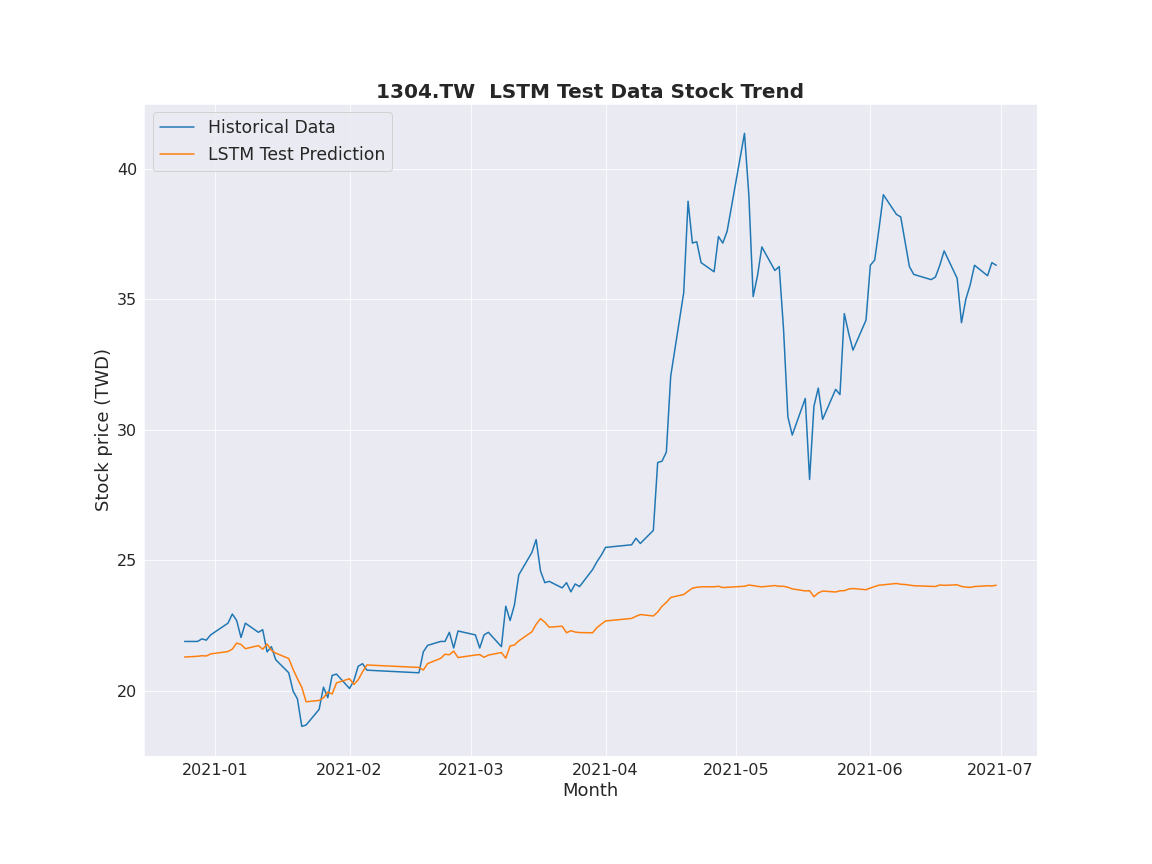 1304.TW  LSTM Test Data Stock Trend
Historical Data
LSTM Test Prediction
40
35
30
25
20
Stock price (TWD)
2021-01 2021-02 2021-03 2021-04 2021-05 2021-06 2021-07
Month